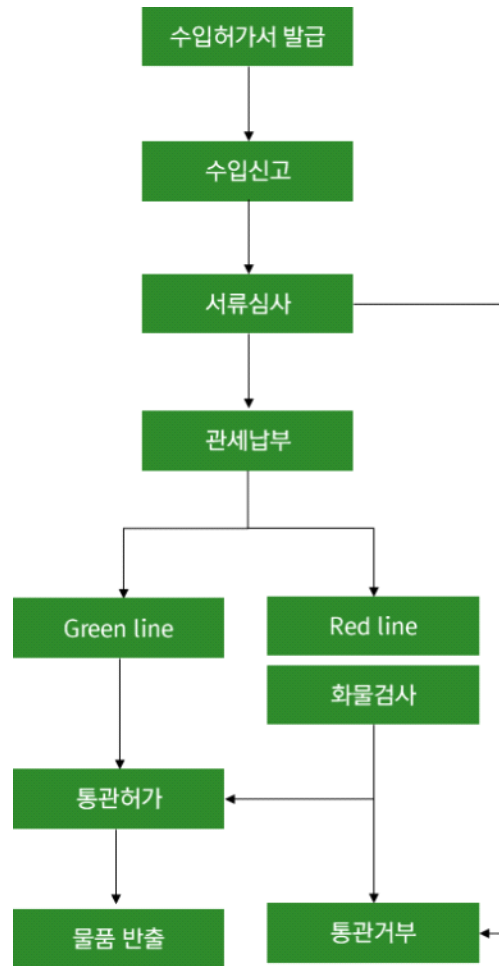 수입허가서 발급
수입신고
서류심사
관세납부
Green line
Red line
화물검사
통관허가
물품 반출
통관거부